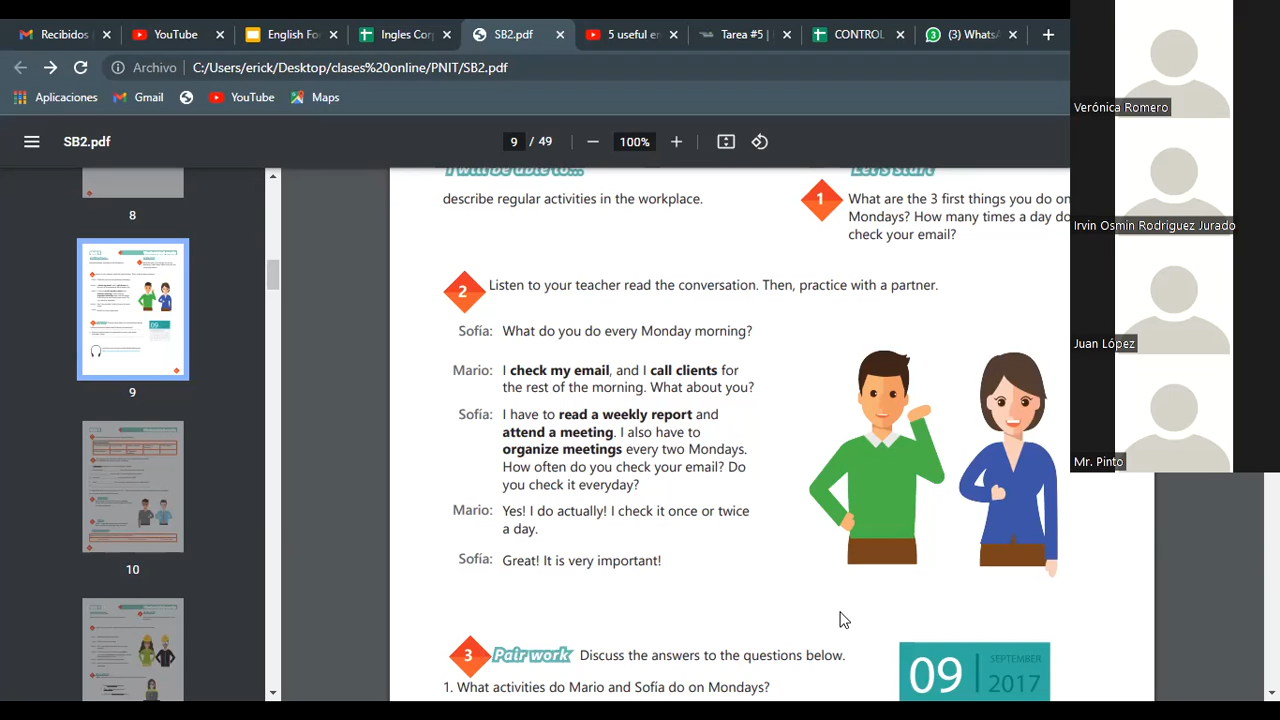 Recibidos (
YouTube
English For
Ingles Cor
SB2.pdf
5 useful e
Tarea #5 |
CONTROL
(3) Whats
Archivo
C:/Users/erick/Desktop/clases%20online/PNIT/SB2.pdf
Aplicaciones
Gmail
YouTube
Maps
SB2.pdf
9 / 49
100%
Verónica Romero
Irvin Osmin Rodriguez Jurado
Juan López
Mr. Pinto
8
9
10
I will be able to...
describe regular activities in the workplace.
Let's start
1
What are the 3 first things you do on
Mondays? How many times a day do
check your email?
2
Listen to your teacher read the conversation. Then, practice with a partner.
Sofía: What do you do every Monday morning?
Mario: I check my email, and I call clients for
the rest of the morning. What about you?
Sofía: I have to read a weekly report and
attend a meeting. I also have to
organize meetings every two Mondays.
How often do you check your email? Do
you check it everyday?
Mario: Yes! I do actually! I check it once or twice
a day.
Sofía: Great! It is very important!
3
Pair work Discuss the answers to the questions below.
1. What activities do Mario and Sofía do on Mondays?
09
SEPTEMBER
2017